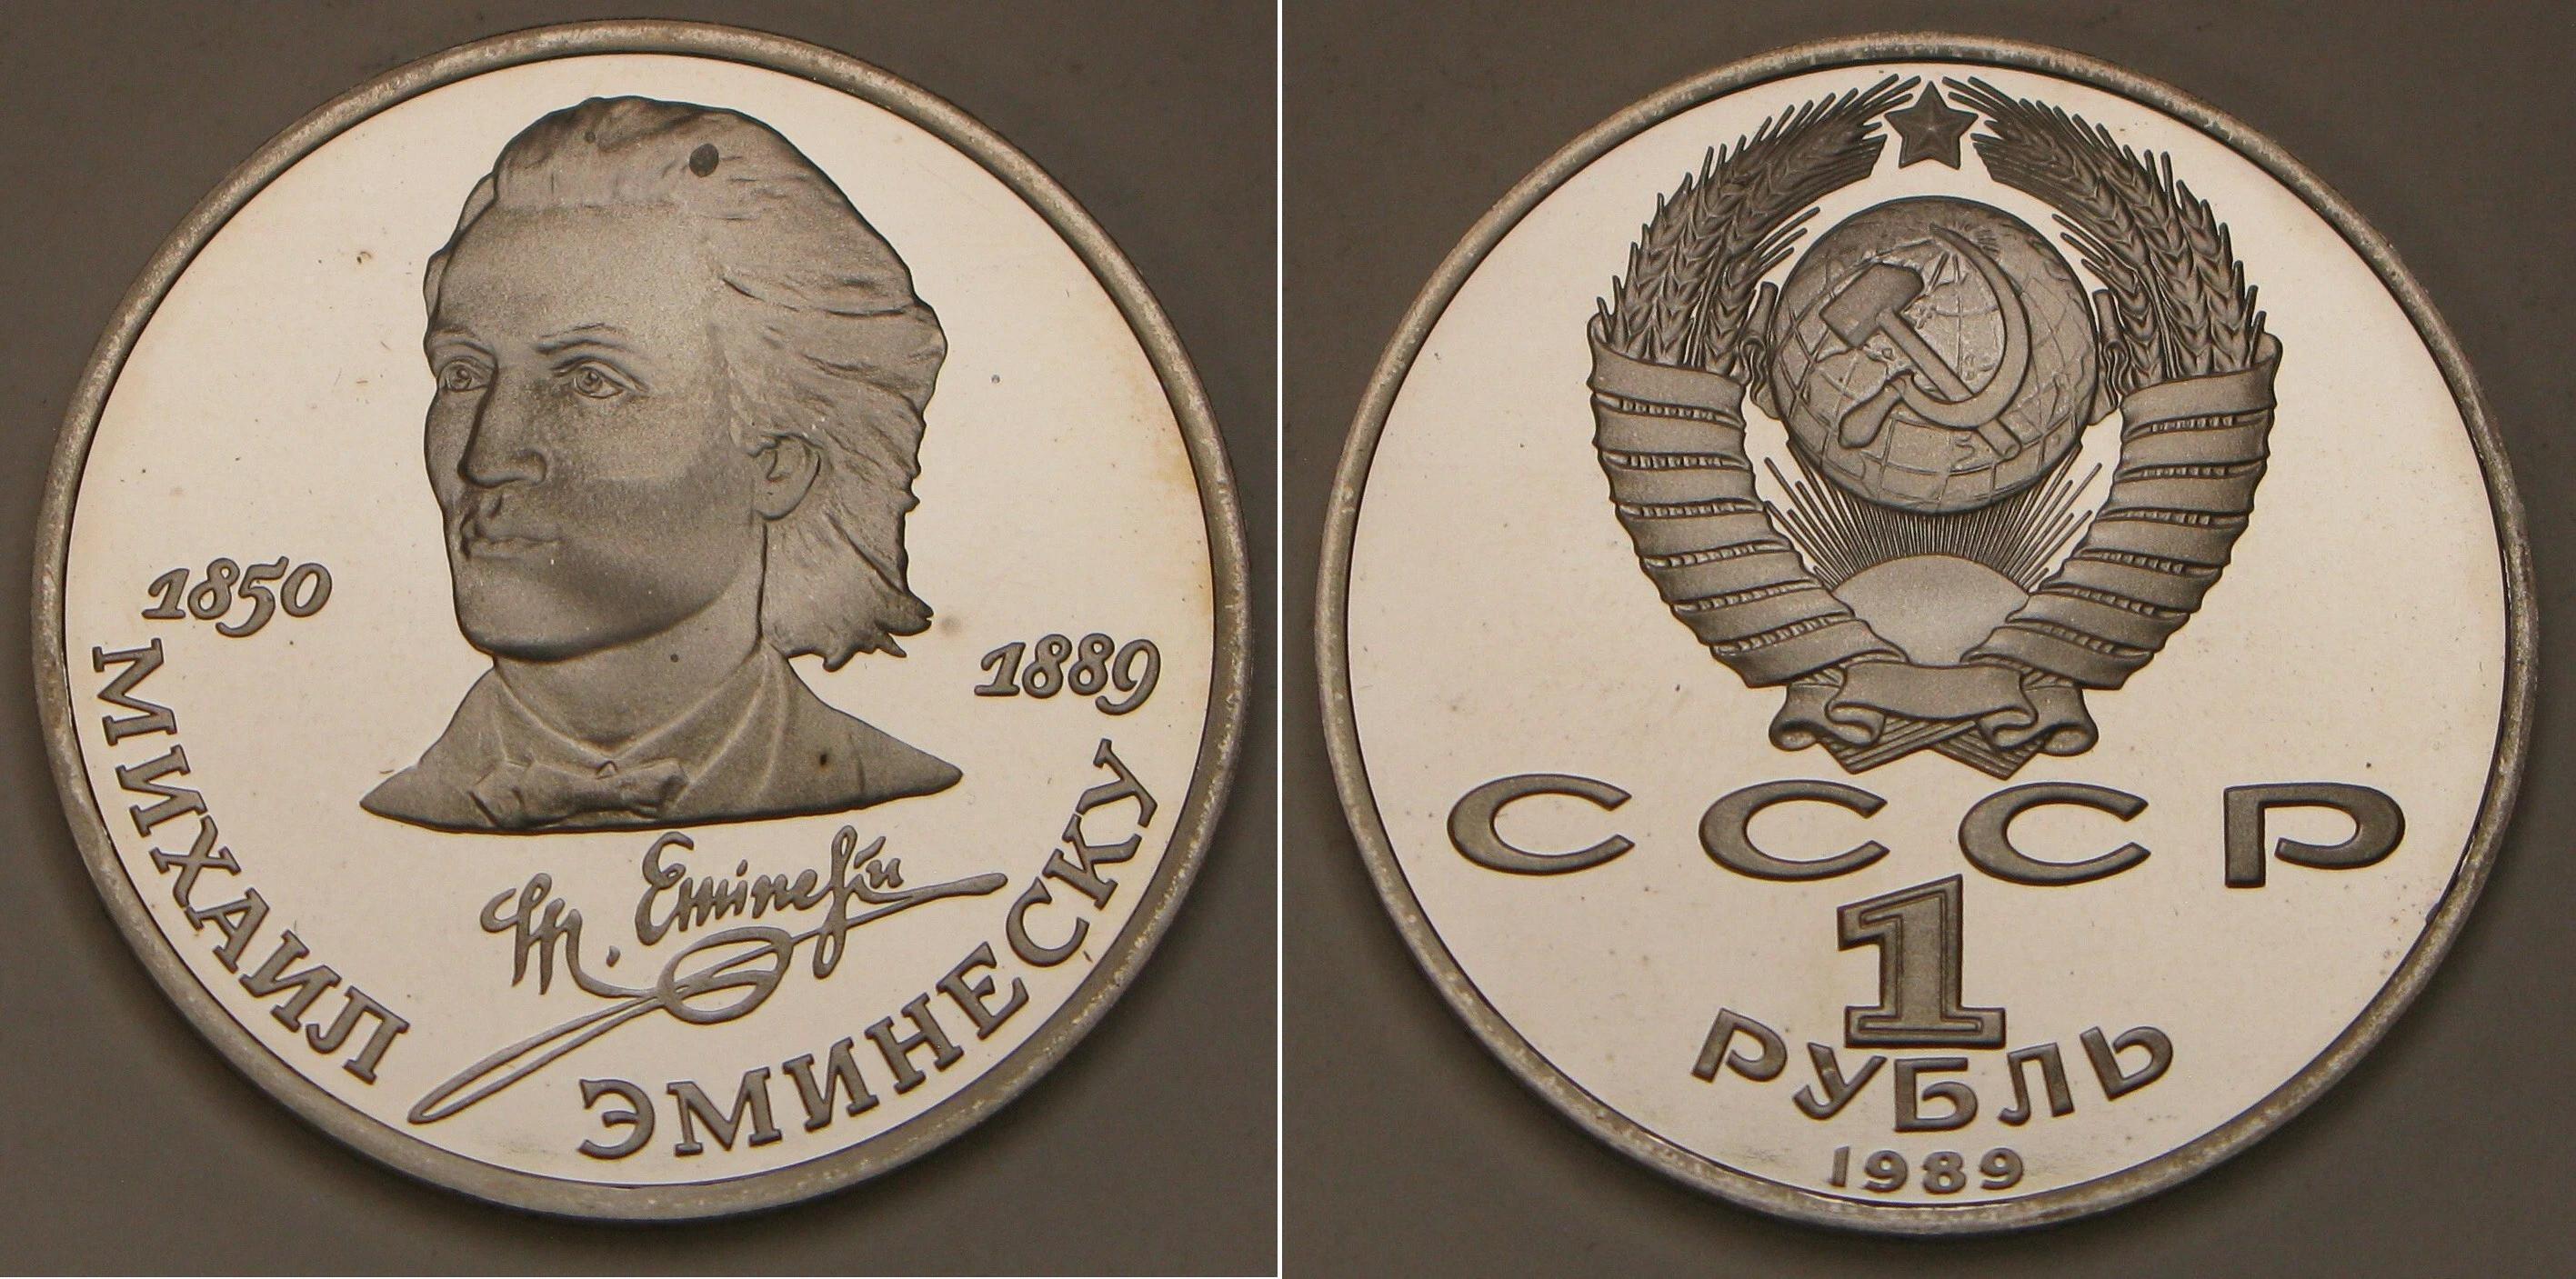 1850
1889
МИХАИЛ ЭМИНЕСКУ
M. Eminescu
СССР
1
РУБЛЬ
1989